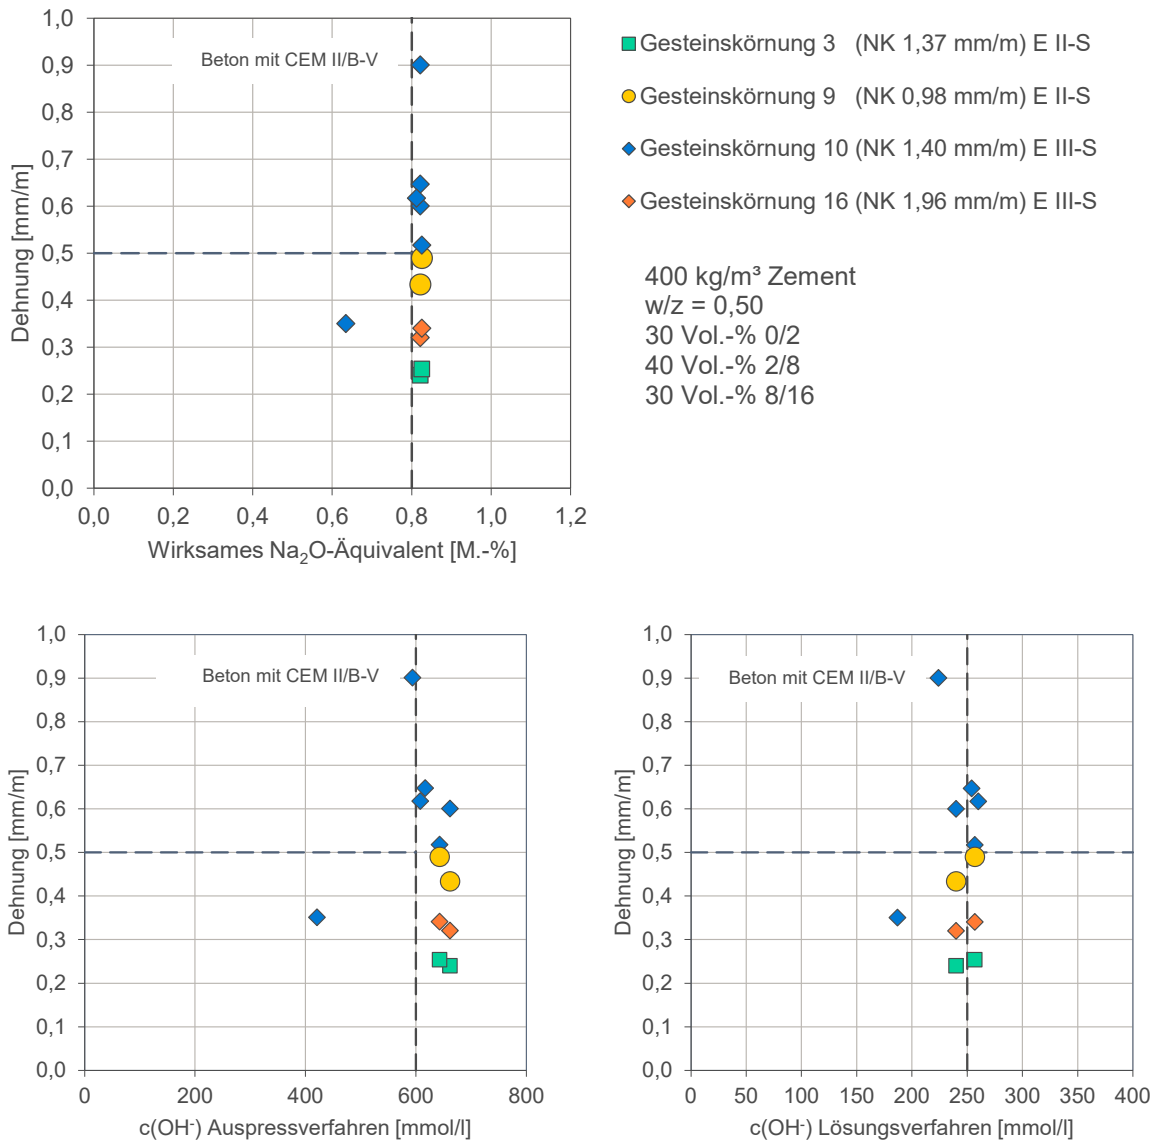 1,0
0,9
0,8
0,7
0,6
0,5
0,4
0,3
0,2
0,1
0,0
Dehnung [mm/m]
Beton mit CEM II/B-V
0,0 0,2 0,4 0,6 0,8 1,0 1,2
Wirksames Na₂O-Äquivalent [M.-%]
Gesteinskörnung 3 (NK 1,37 mm/m) E II-S
Gesteinskörnung 9 (NK 0,98 mm/m) E II-S
Gesteinskörnung 10 (NK 1,40 mm/m) E III-S
Gesteinskörnung 16 (NK 1,96 mm/m) E III-S
400 kg/m³ Zement
w/z = 0,50
30 Vol.-% 0/2
40 Vol.-% 2/8
30 Vol.-% 8/16
1,0
0,9
0,8
0,7
0,6
0,5
0,4
0,3
0,2
0,1
0,0
Dehnung [mm/m]
Beton mit CEM II/B-V
0 200 400 600 800
c(OH⁻) Auspressverfahren [mmol/l]
1,0
0,9
0,8
0,7
0,6
0,5
0,4
0,3
0,2
0,1
0,0
Dehnung [mm/m]
Beton mit CEM II/B-V
0 50 100 150 200 250 300 350 400
c(OH⁻) Lösungsverfahren [mmol/l]